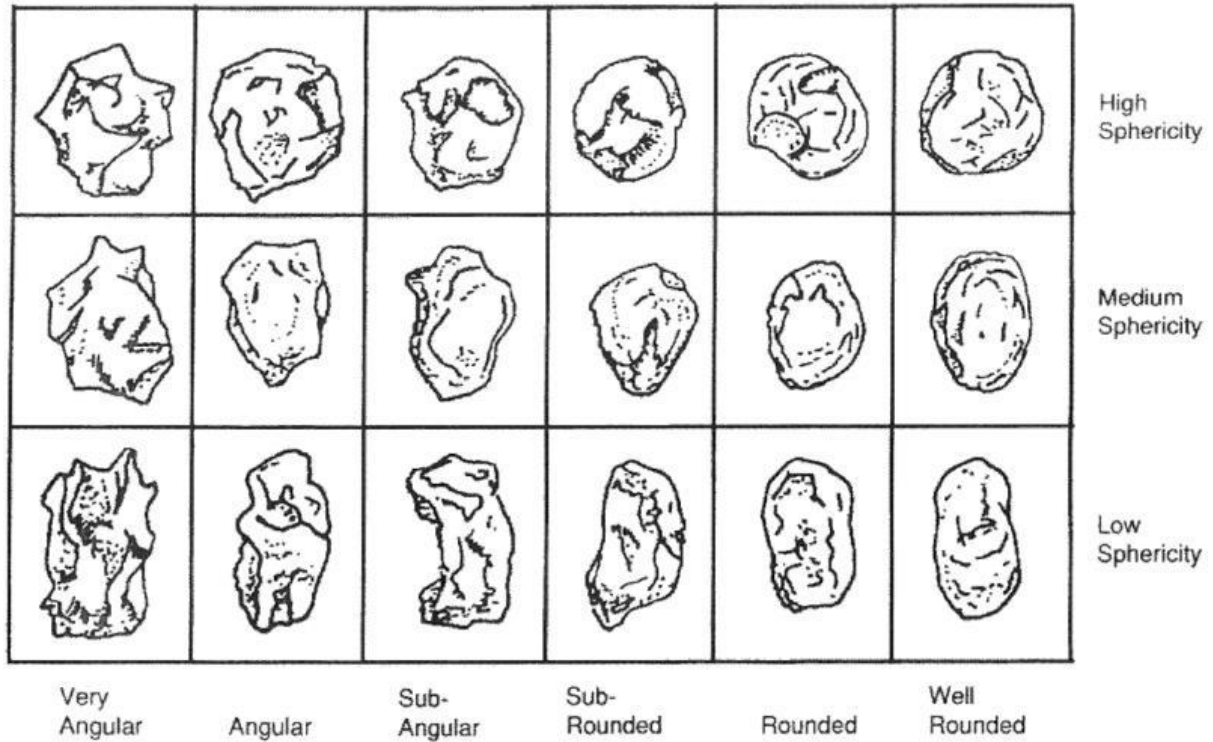 High
Sphericity
Medium
Sphericity
Low
Sphericity
Very
Angular
Angular
Sub-
Angular
Sub-
Rounded
Rounded
Well
Rounded